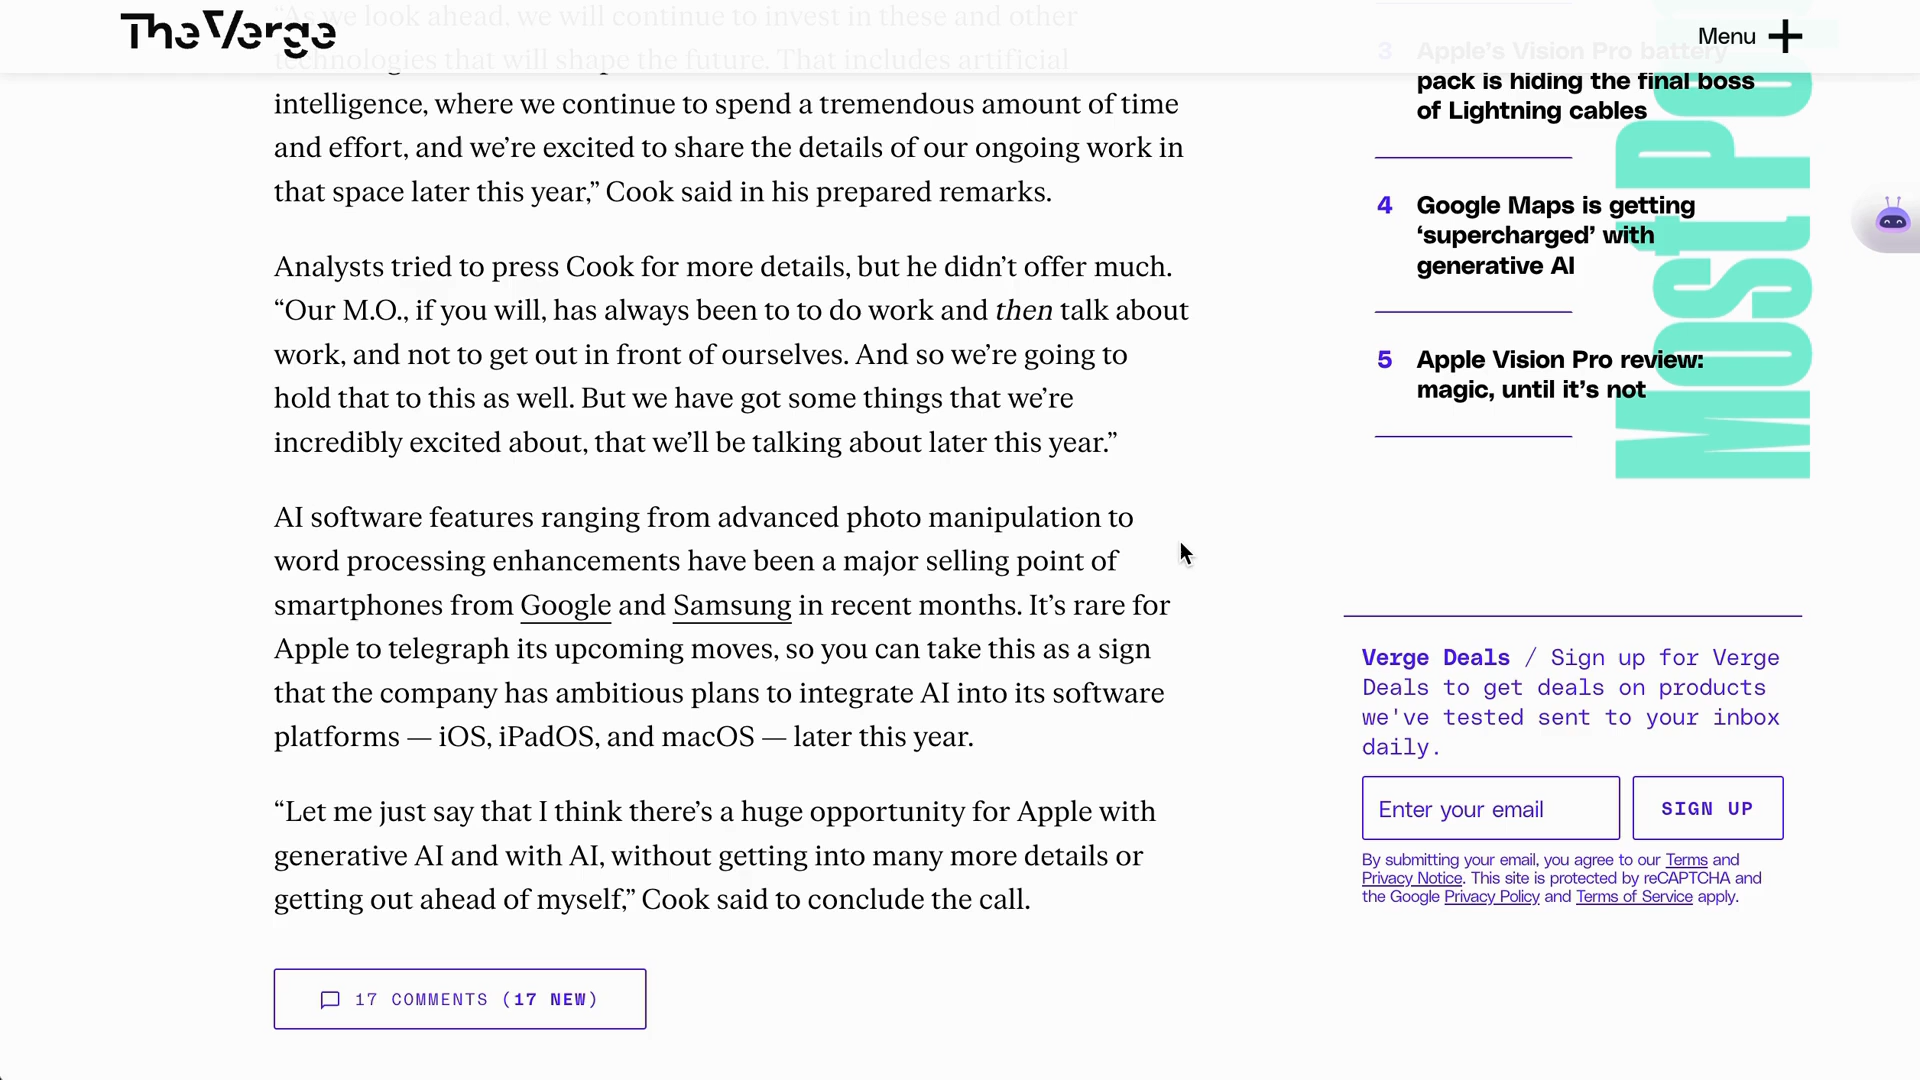 The Verge
Menu
“As we look ahead, we will continue to invest in these and other
technologies that will shape the future. That includes artificial
intelligence, where we continue to spend a tremendous amount of time
and effort, and we’re excited to share the details of our ongoing work in
that space later this year,” Cook said in his prepared remarks.
Analysts tried to press Cook for more details, but he didn’t offer much.
“Our M.O., if you will, has always been to to do work and then talk about
work, and not to get out in front of ourselves. And so we’re going to
hold that to this as well. But we have got some things that we’re
incredibly excited about, that we’ll be talking about later this year.”
AI software features ranging from advanced photo manipulation to
word processing enhancements have been a major selling point of
smartphones from Google and Samsung in recent months. It’s rare for
Apple to telegraph its upcoming moves, so you can take this as a sign
that the company has ambitious plans to integrate AI into its software
platforms — iOS, iPadOS, and macOS — later this year.
“Let me just say that I think there’s a huge opportunity for Apple with
generative AI and with AI, without getting into many more details or
getting out ahead of myself,” Cook said to conclude the call.
17 COMMENTS (17 NEW)
3 Apple’s Vision Pro battery
pack is hiding the final boss
of Lightning cables
4 Google Maps is getting
‘supercharged’ with
generative AI
5 Apple Vision Pro review:
magic, until it’s not
Most
Verge Deals / Sign up for Verge
Deals to get deals on products
we've tested sent to your inbox
daily.
Enter your email
SIGN UP
By submitting your email, you agree to our Terms and
Privacy Notice. This site is protected by reCAPTCHA and
the Google Privacy Policy and Terms of Service apply.